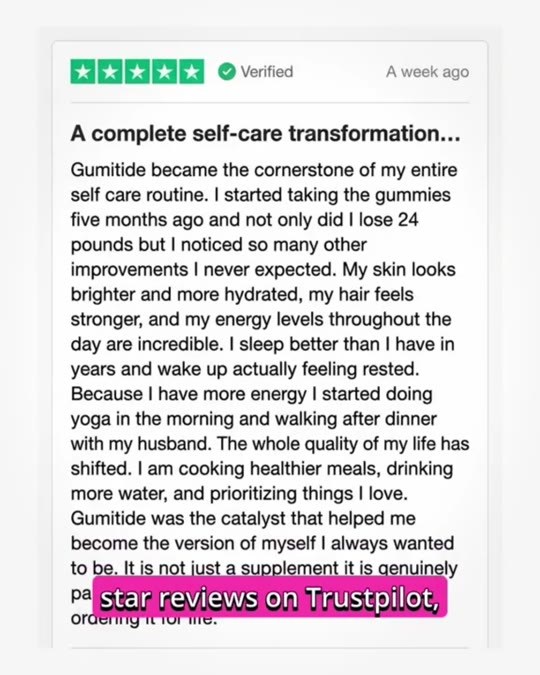 Verified
A week ago
A complete self-care transformation...
Gumitide became the cornerstone of my entire
self care routine. I started taking the gummies
five months ago and not only did I lose 24
pounds but I noticed so many other
improvements I never expected. My skin looks
brighter and more hydrated, my hair feels
stronger, and my energy levels throughout the
day are incredible. I sleep better than I have in
years and wake up actually feeling rested.
Because I have more energy I started doing
yoga in the morning and walking after dinner
with my husband. The whole quality of my life has
shifted. I am cooking healthier meals, drinking
more water, and prioritizing things I love.
Gumitide was the catalyst that helped me
become the version of myself I always wanted
to be. It is not just a supplement it is genuinely
star reviews on Trustpilot,
ordering it for life.